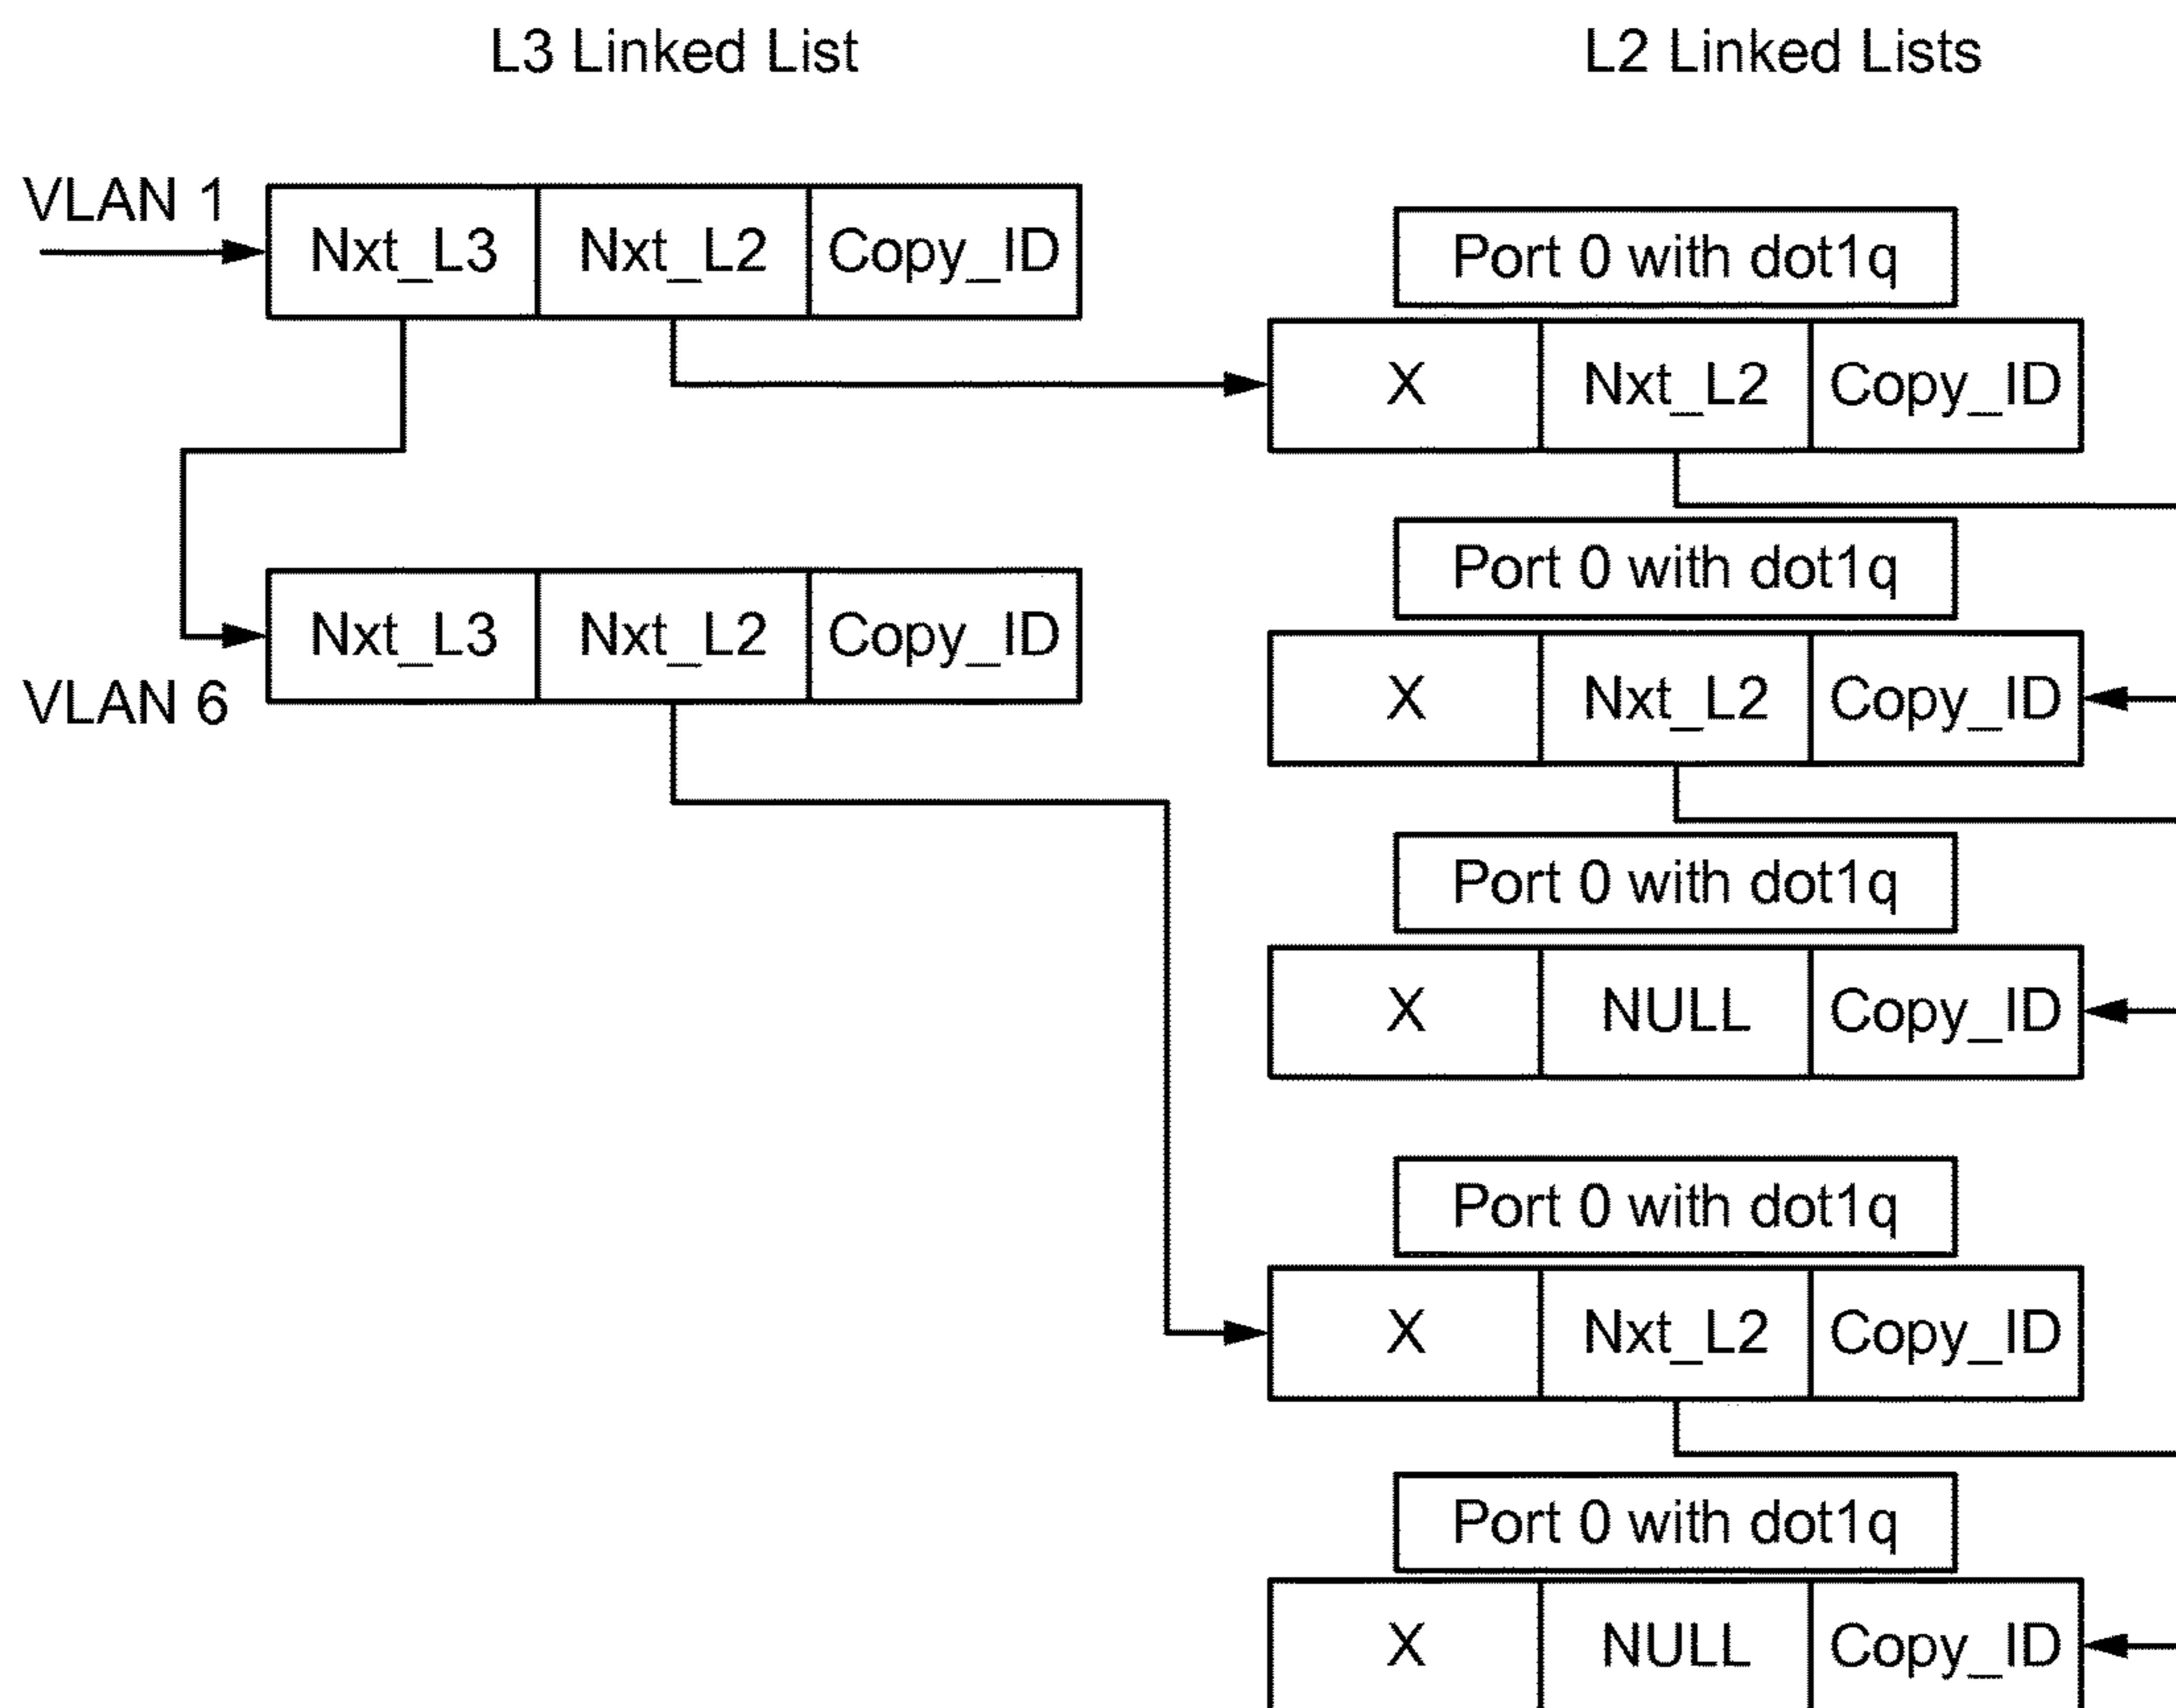 L3 Linked List
L2 Linked Lists
VLAN 1
Nxt_L3 Nxt_L2 Copy_ID
Port 0 with dot1q
X Nxt_L2 Copy_ID
Port 0 with dot1q
VLAN 6
Nxt_L3 Nxt_L2 Copy_ID
X Nxt_L2 Copy_ID
Port 0 with dot1q
X NULL Copy_ID
Port 0 with dot1q
X Nxt_L2 Copy_ID
Port 0 with dot1q
X NULL Copy_ID